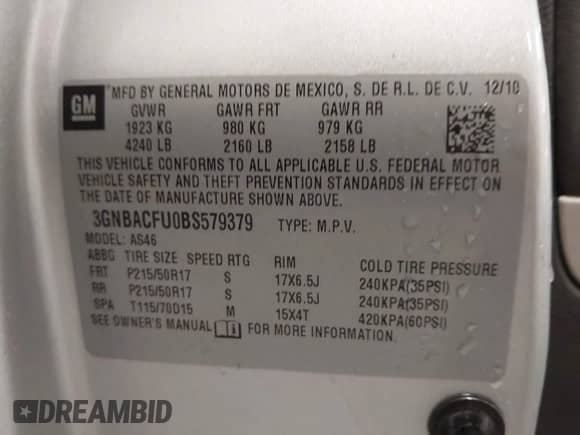 GM
*MFD BY GENERAL MOTORS DE MEXICO, S. DE R.L. DE C.V. 12/10
GVWR GAWR FRT GAWR RR
1923 KG 980 KG 979 KG
4240 LB 2160 LB 2158 LB
THIS VEHICLE CONFORMS TO ALL APPLICABLE U.S. FEDERAL MOTOR
VEHICLE SAFETY AND THEFT PREVENTION STANDARDS IN EFFECT ON
THE DATE OF MANUFACTURE SHOWN ABOVE.
3GNBACFU0BS579379 TYPE: M.P.V.
MODEL: AS46
ABBG TIRE SIZE SPEED RTG RIM COLD TIRE PRESSURE
FRT P215/50R17 S 17X6.5J 240KPA(35PSI)
RR P215/50R17 S 17X6.5J 240KPA(35PSI)
SPA T115/70D15 M 15X4T 420KPA(60PSI)
SEE OWNER'S MANUAL FOR MORE INFORMATION.
DREAMBID